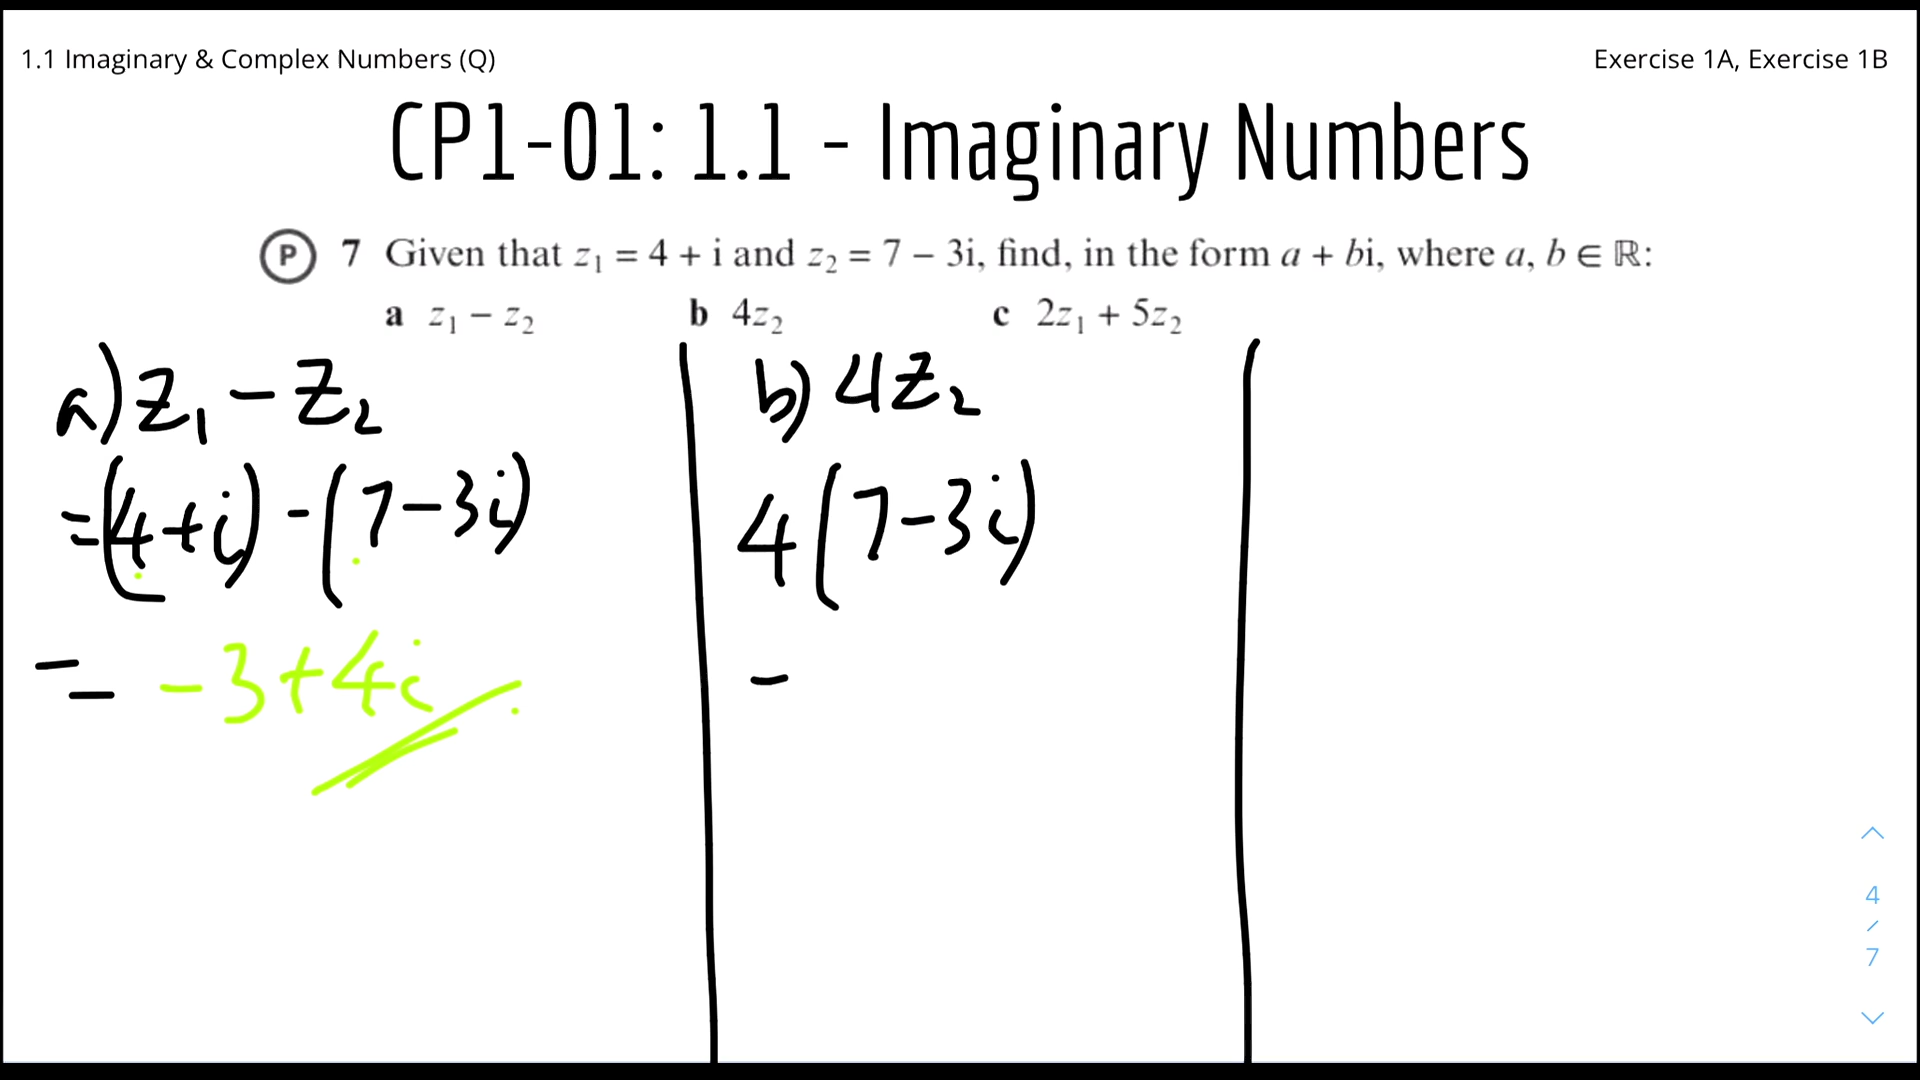 1.1 Imaginary & Complex Numbers (Q)
Exercise 1A, Exercise 1B
CP1-01: 1.1 - Imaginary Numbers
P 7 Given that z₁ = 4 + i and z₂ = 7 − 3i, find, in the form a + bi, where a, b ∈ ℝ:
a z₁ − z₂ b 4z₂ c 2z₁ + 5z₂
a) z₁ − z₂
= (4+i) - (7−3i)
= -3+4i
b) 4z₂
4(7−3i)
-
4
/
7